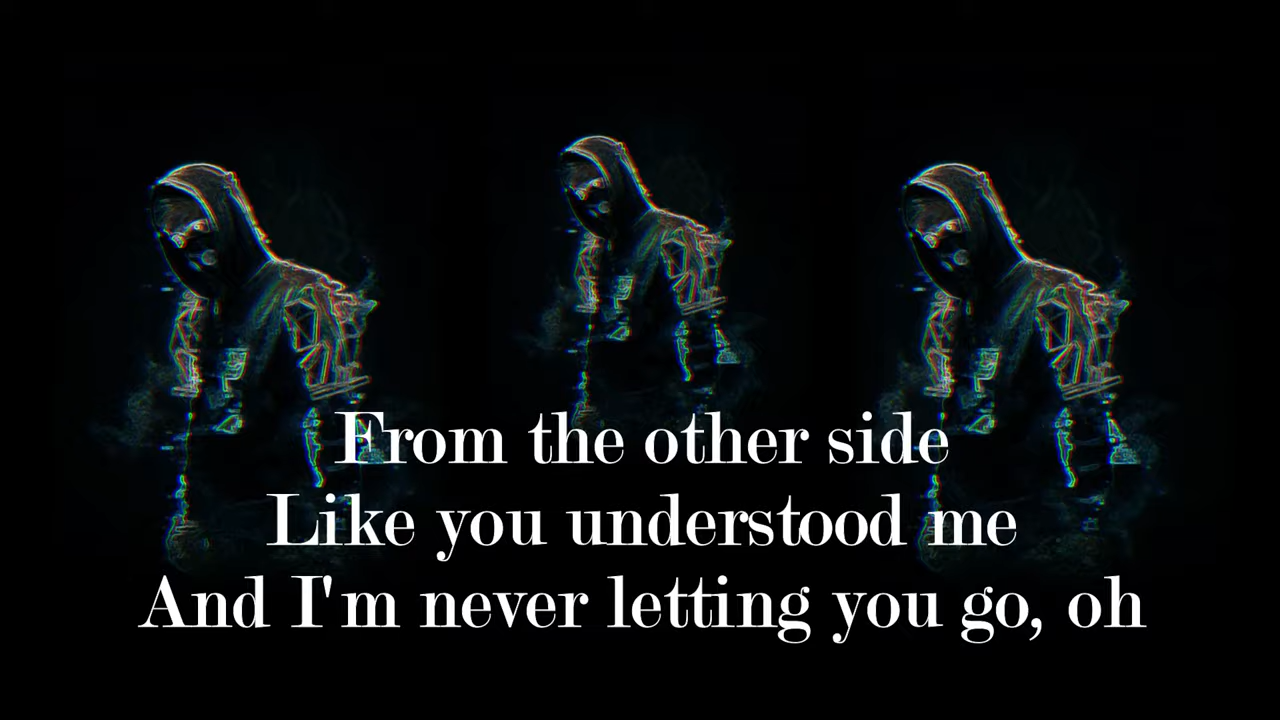 From the other side
Like you understood me
And I'm never letting you go, oh